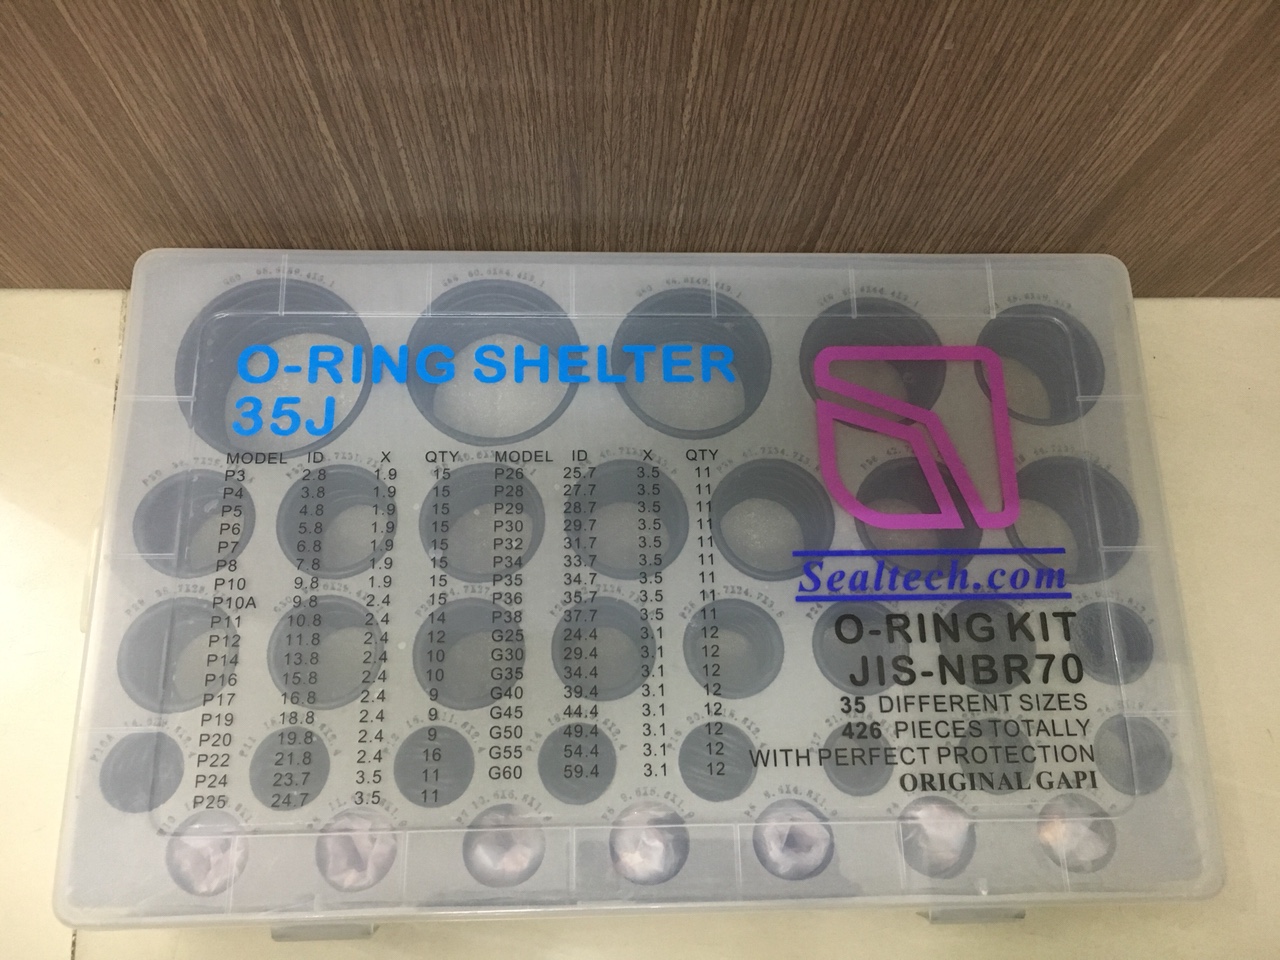 O-RING SHELTER
35J
MODEL ID X QTY MODEL ID X QTY
P3 2.8 1.9 15 P26 25.7 3.5 11
P4 3.8 1.9 15 P28 27.7 3.5 11
P5 4.8 1.9 15 P29 28.7 3.5 11
P6 5.8 1.9 15 P30 29.7 3.5 11
P7 6.8 1.9 15 P32 31.7 3.5 11
P8 7.8 1.9 15 P34 33.7 3.5 11
P10 9.8 1.9 15 P35 34.7 3.5 11
P10A 9.8 2.4 15 P36 35.7 3.5 11
P11 10.8 2.4 14 P38 37.7 3.5 11
P12 11.8 2.4 12 G25 24.4 3.1 12
P14 13.8 2.4 10 G30 29.4 3.1 12
P16 15.8 2.4 10 G35 34.4 3.1 12
P17 16.8 2.4 9 G40 39.4 3.1 12
P19 18.8 2.4 9 G45 44.4 3.1 12
P20 19.8 2.4 9 G50 49.4 3.1 12
P22 21.8 2.4 16 G55 54.4 3.1 12
P24 23.7 3.5 11 G60 59.4 3.1 12
P25 24.7 3.5 11
Sealtech.com
O-RING KIT
JIS-NBR70
35 DIFFERENT SIZES
426 PIECES TOTALLY
WITH PERFECT PROTECTION
ORIGINAL GAPI